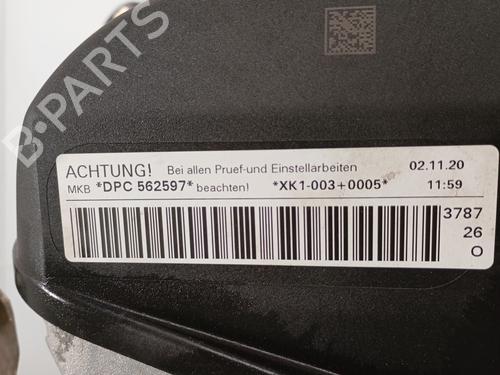 B-PARTS
ACHTUNG! Bei allen Pruef-und Einstellarbeiten 02.11.20
MKB *DPC 562597* beachten! *XK1-003+0005* 11:59
3787
26
O